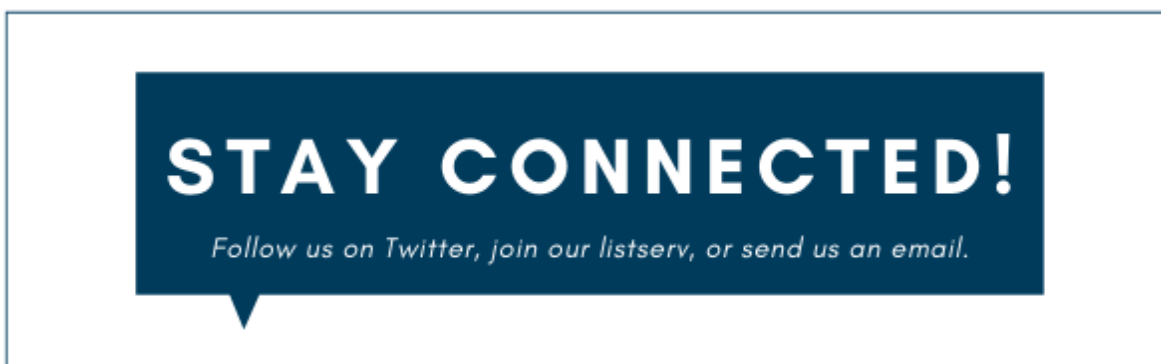 STAY CONNECTED!
Follow us on Twitter, join our listserv, or send us an email.